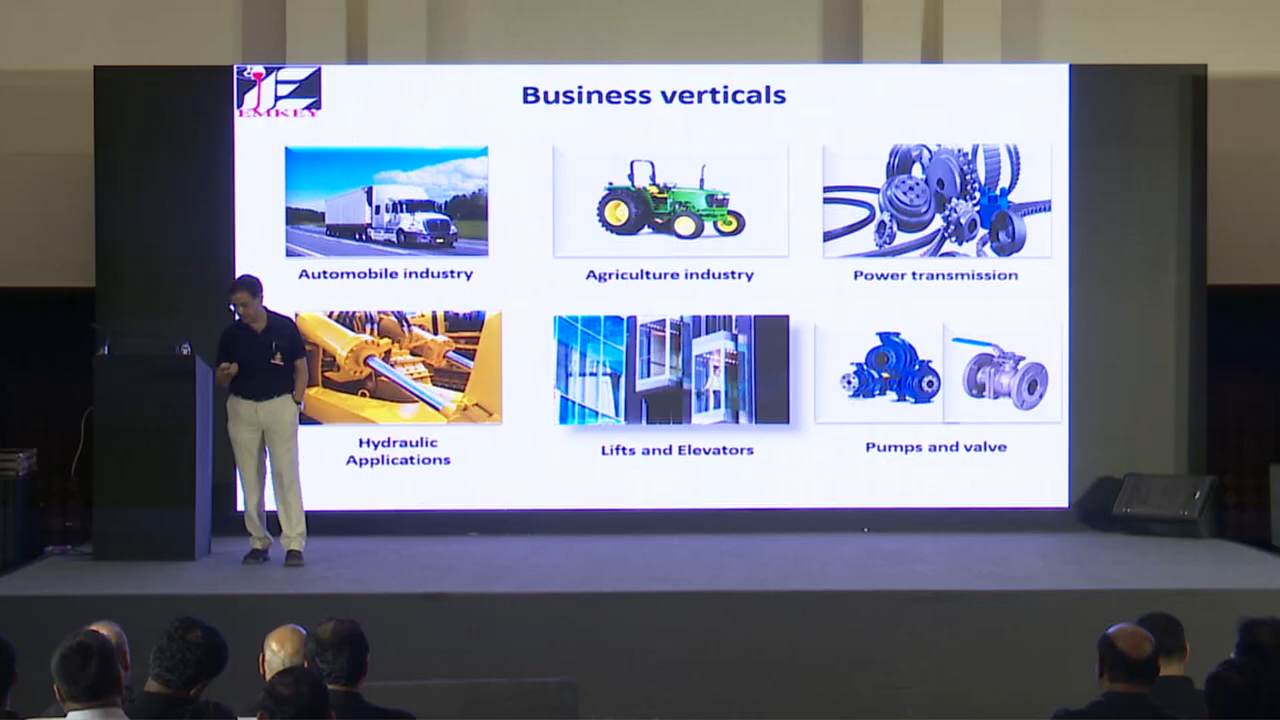 EMKEY
Business verticals
Automobile industry
Agriculture industry
Power transmission
Hydraulic
Applications
Lifts and Elevators
Pumps and valve